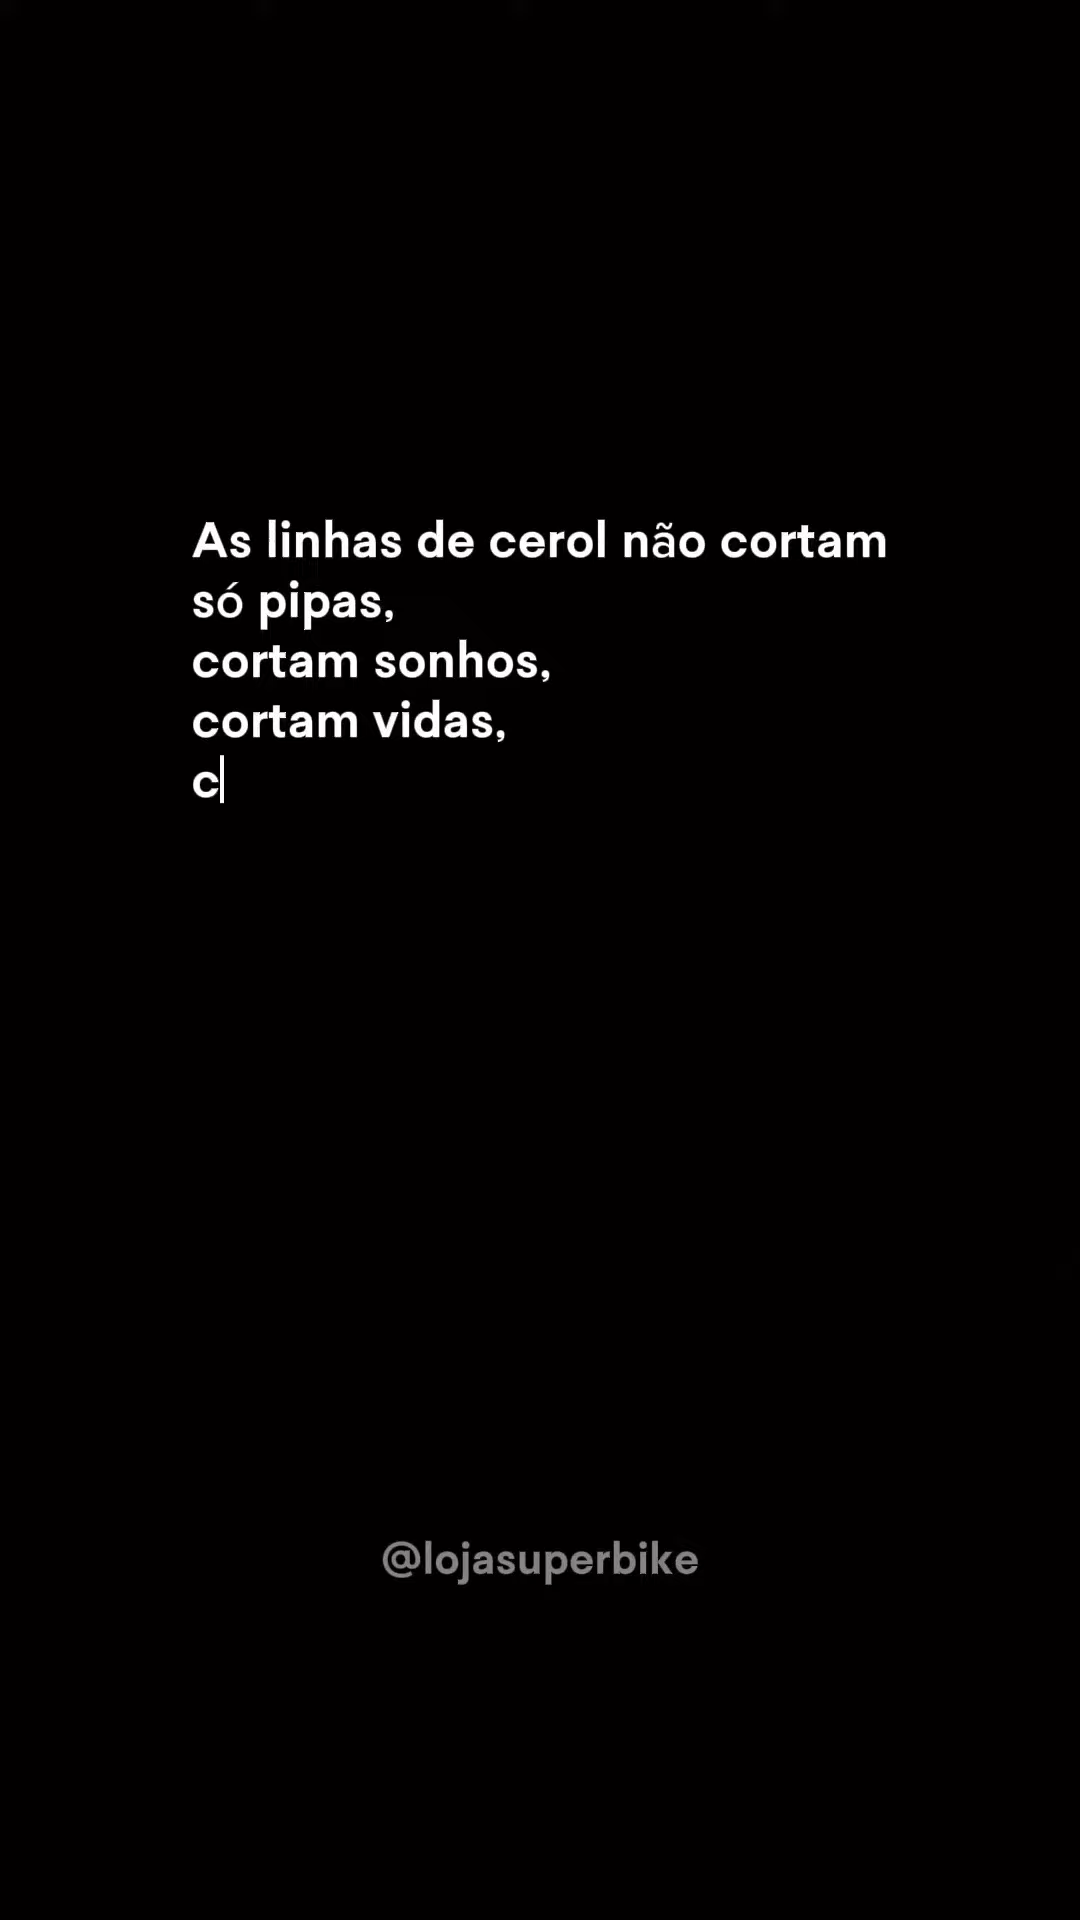 As linhas de cerol não cortam
só pipas,
cortam sonhos,
cortam vidas,
c
@lojasuperbike